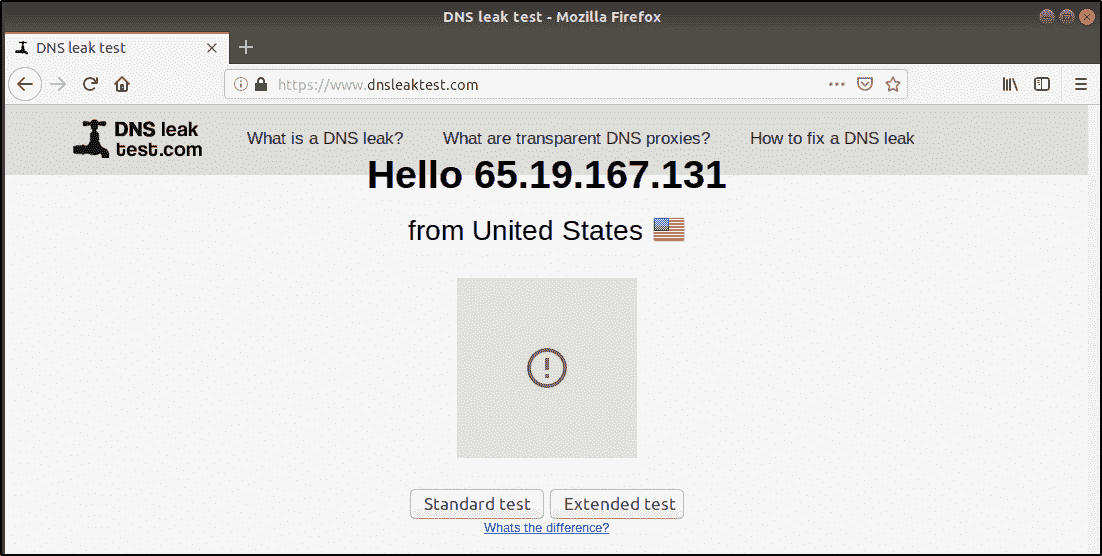 DNS leak test - Mozilla Firefox
DNS leak test
https://www.dnsleaktest.com
DNS leak
test.com
What is a DNS leak? What are transparent DNS proxies? How to fix a DNS leak
Hello 65.19.167.131
from United States
Standard test Extended test
Whats the difference?